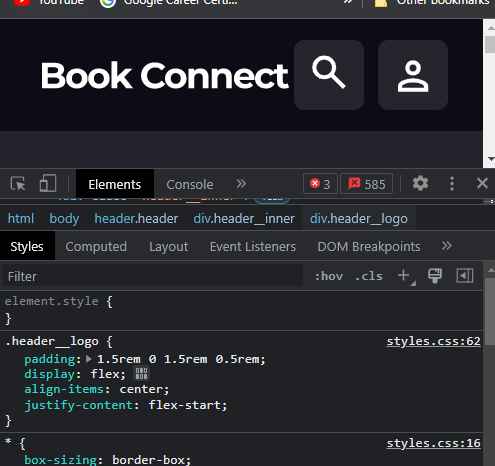 YouTube
Google Career Certi...
Other bookmarks
Book Connect
Elements
Console
3
585
html
body
header.header
div.header__inner
div.header__logo
Styles
Computed
Layout
Event Listeners
DOM Breakpoints
Filter
:hov .cls
element.style {
}
.header__logo { styles.css:62
padding: 1.5rem 0 1.5rem 0.5rem;
display: flex;
align-items: center;
justify-content: flex-start;
}
* { styles.css:16
box-sizing: border-box;